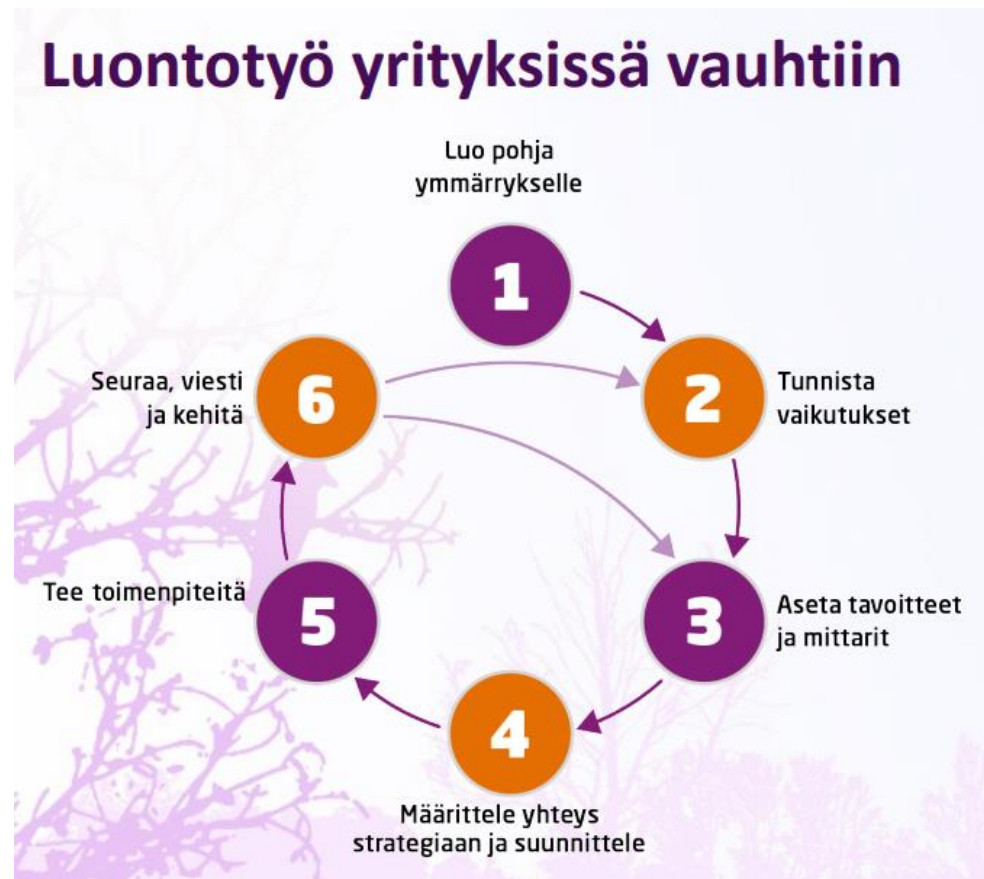 Luontotyö yrityksissä vauhtiin
Luo pohja
ymmärrykselle
1
2
Tunnista
vaikutukset
3
Aseta tavoitteet
ja mittarit
4
Määrittele yhteys
strategiaan ja suunnittele
5
Tee toimenpiteitä
6
Seuraa, viesti
ja kehitä